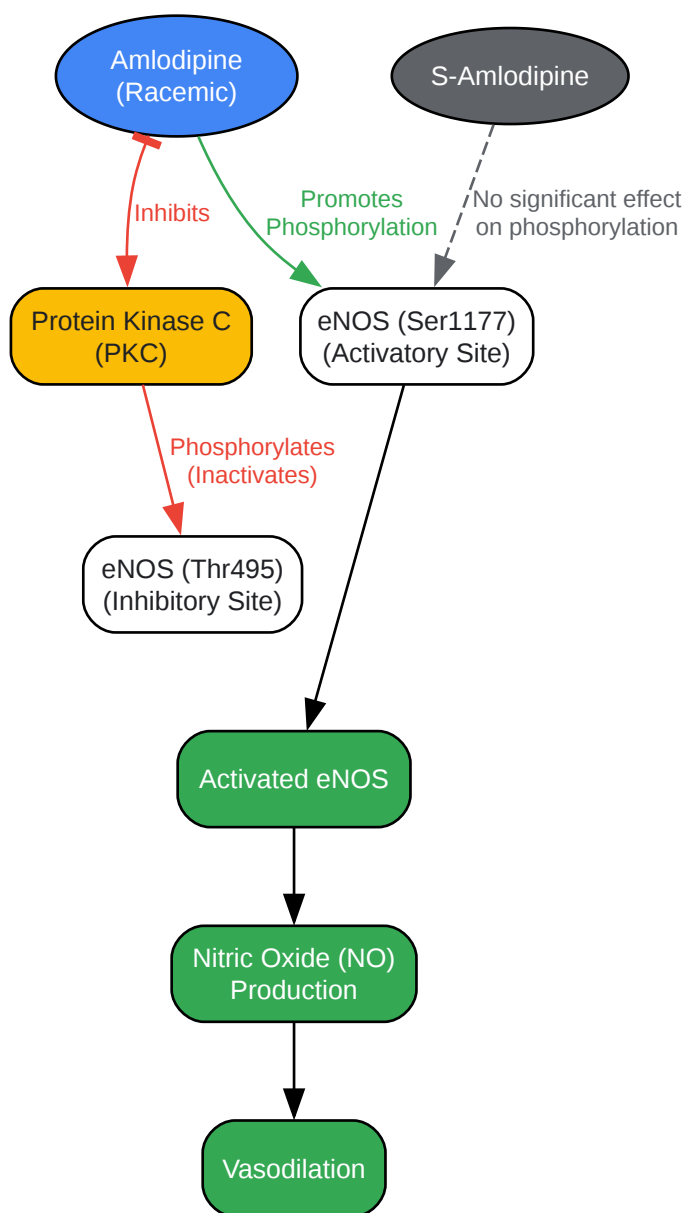 Amlodipine
(Racemic)
S-Amlodipine
Inhibits
Promotes
Phosphorylation
No significant effect
on phosphorylation
Protein Kinase C
(PKC)
eNOS (Ser1177)
(Activatory Site)
Phosphorylates
(Inactivates)
eNOS (Thr495)
(Inhibitory Site)
Activated eNOS
Nitric Oxide (NO)
Production
Vasodilation